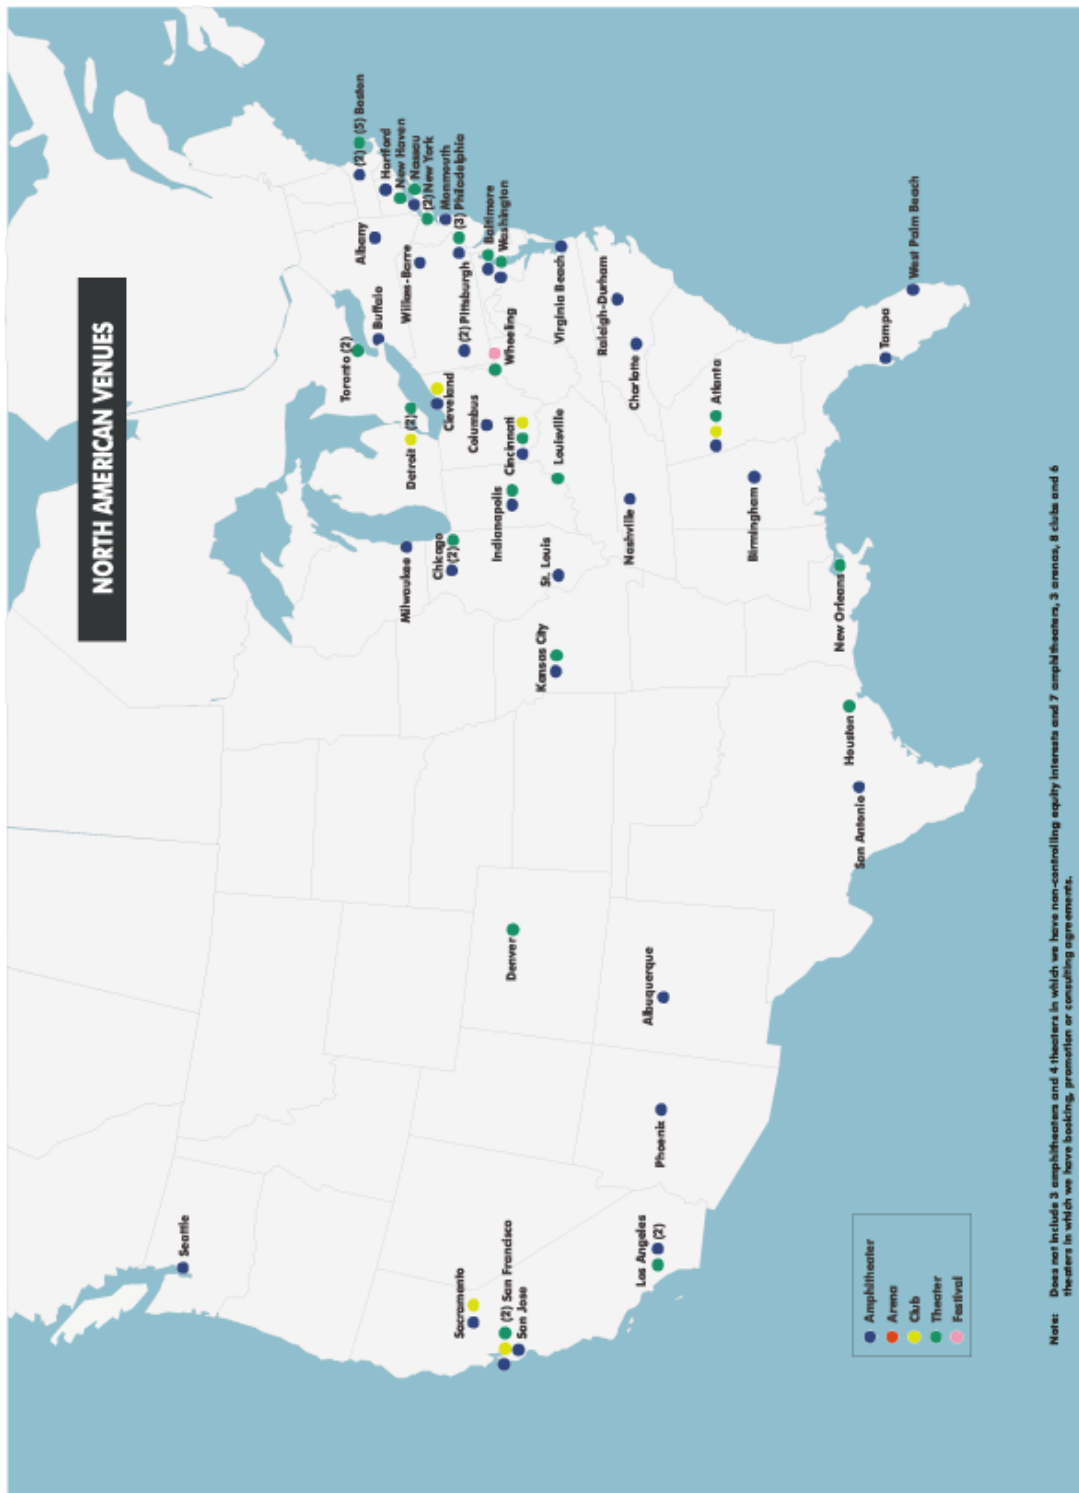 NORTH AMERICAN VENUES
Seattle
Sacramento
(2) San Francisco
San Jose
Los Angeles
(2)
Phoenix
Albuquerque
Denver
San Antonio
Houston
New Orleans
Kansas City
St. Louis
Milwaukee
Chicago
(2)
Indianapolis
Nashville
Birmingham
Louisville
Cincinnati
Columbus
Detroit
(2)
Cleveland
Atlanta
Toronto (2)
Buffalo
(2) Pittsburgh
Wheeling
Charlotte
Raleigh-Durham
Virginia Beach
Tampa
West Palm Beach
Albany
Wilkes-Barre
(2)
(5) Boston
Hartford
New Haven
Nassau
(2) New York
Monmouth
(3) Philadelphia
Baltimore
Washington
Amphitheater
Arena
Club
Theater
Festival
Note: Does not include 3 amphitheaters and 4 theaters in which we have non-controlling equity interests and 7 amphitheaters, 3 arenas, 8 clubs and 6
theaters in which we have booking, promotion or consulting agreements.